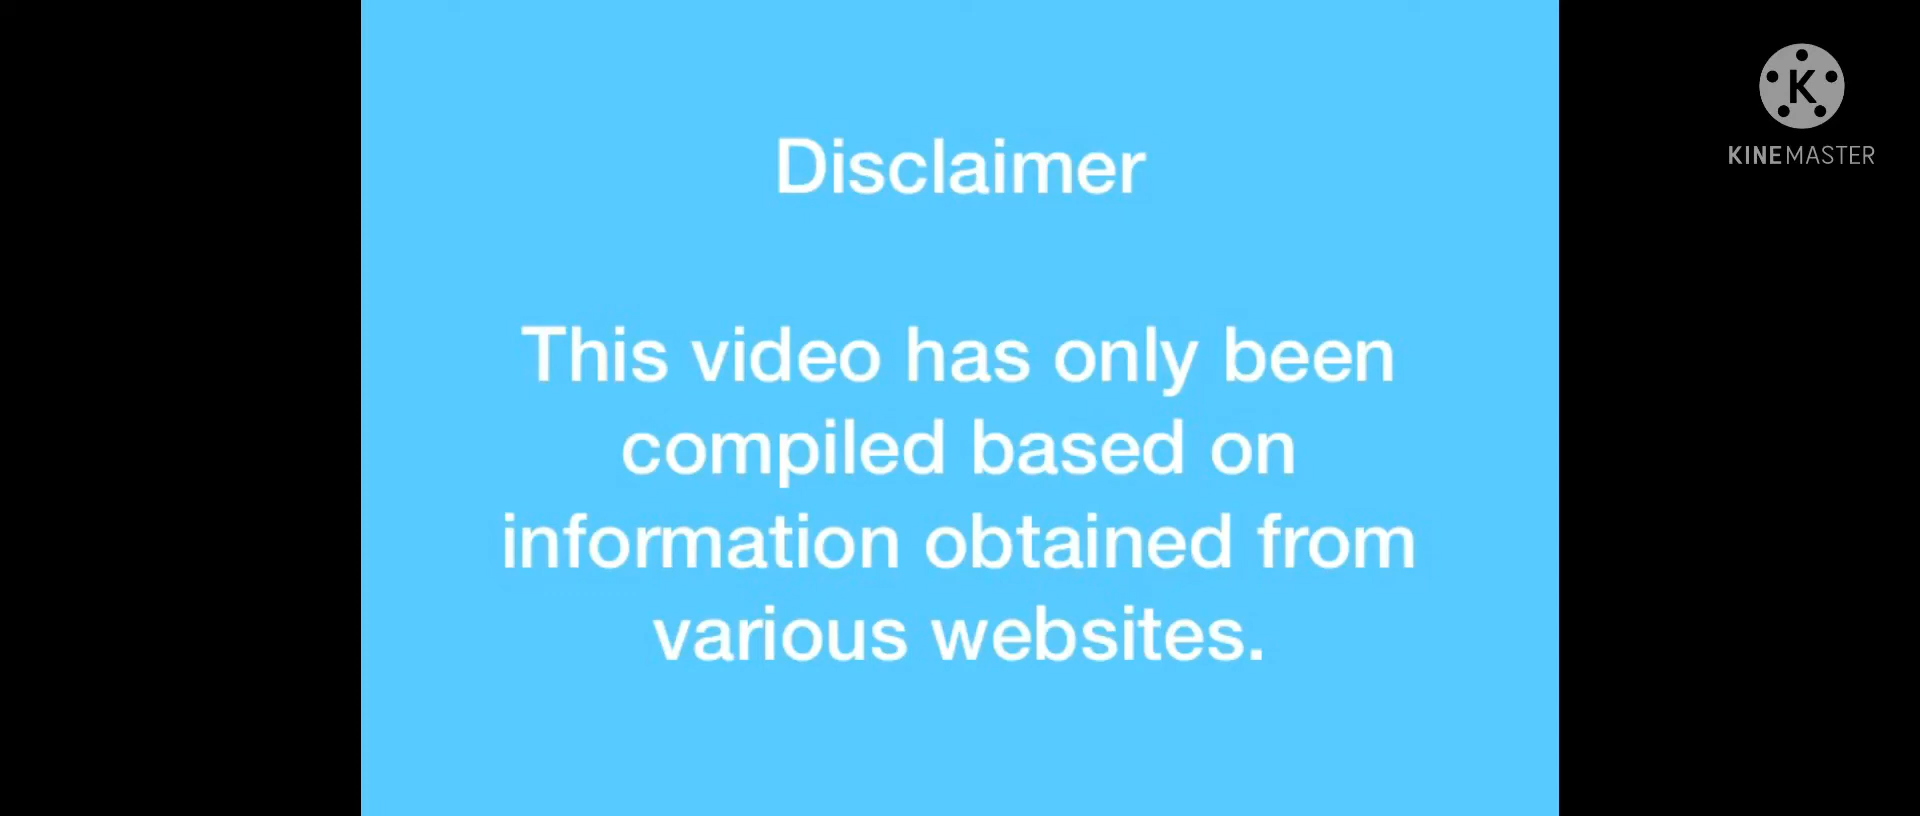 Disclaimer
This video has only been
compiled based on
information obtained from
various websites.
K
KINEMASTER